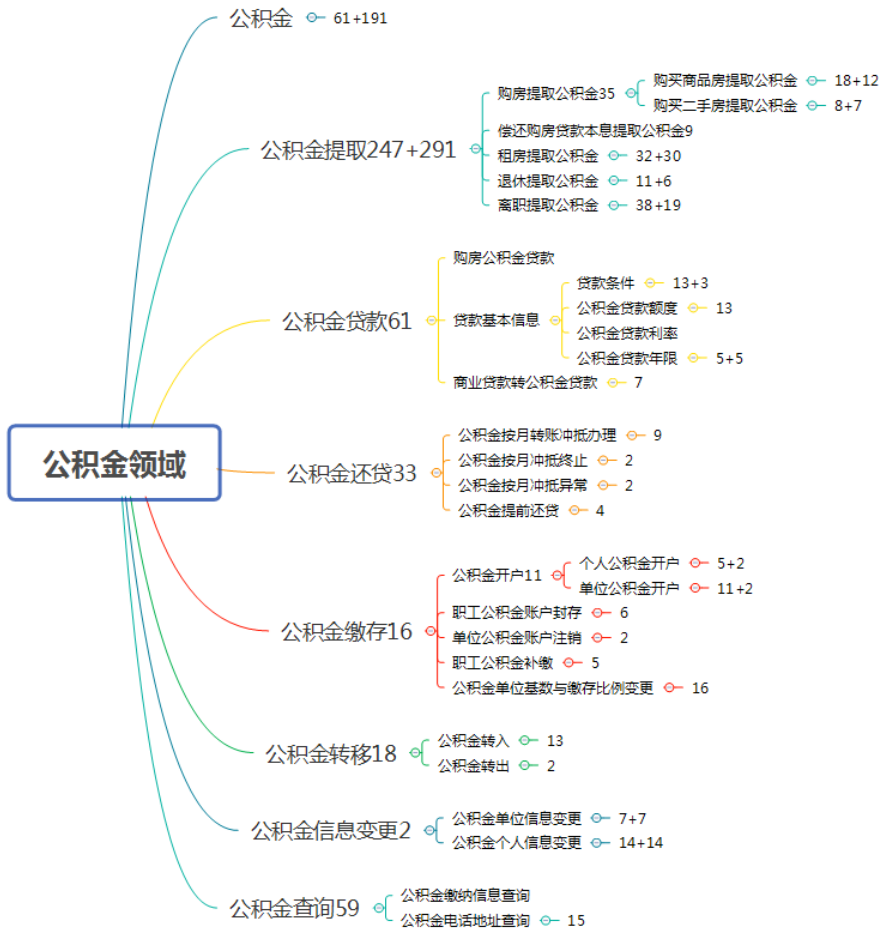 公积金领域
公积金 61+191
公积金提取247+291
购房提取公积金35
购买商品房提取公积金 18+12
购买二手房提取公积金 8+7
偿还购房贷款本息提取公积金9
租房提取公积金 32+30
退休提取公积金 11+6
离职提取公积金 38+19
公积金贷款61
购房公积金贷款
贷款基本信息
贷款条件 13+3
公积金贷款额度 13
公积金贷款利率
公积金贷款年限 5+5
商业贷款转公积金贷款 7
公积金还贷33
公积金按月转账冲抵办理 9
公积金按月冲抵终止 2
公积金按月冲抵异常 2
公积金提前还贷 4
公积金缴存16
公积金开户11
个人公积金开户 5+2
单位公积金开户 11+2
职工公积金账户封存 6
单位公积金账户注销 2
职工公积金补缴 5
公积金单位基数与缴存比例变更 16
公积金转移18
公积金转入 13
公积金转出 2
公积金信息变更2
公积金单位信息变更 7+7
公积金个人信息变更 14+14
公积金查询59
公积金缴纳信息查询
公积金电话地址查询 15